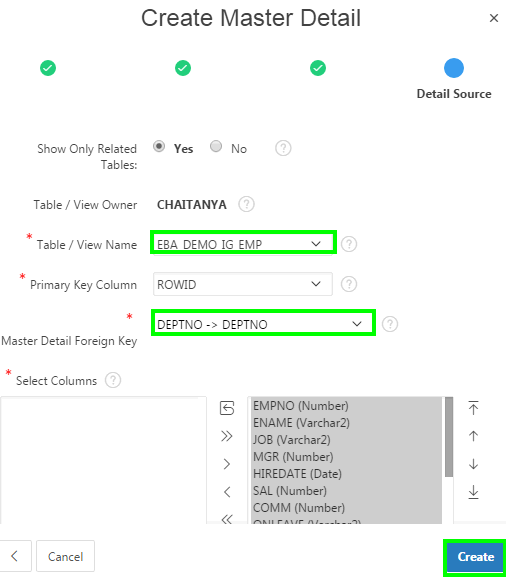 Create Master Detail
Detail Source
Show Only Related
Tables:
Yes
No
Table / View Owner
CHAITANYA
* Table / View Name
EBA_DEMO_IG_EMP
* Primary Key Column
ROWID
*
Master Detail Foreign Key
DEPTNO -> DEPTNO
* Select Columns
EMPNO (Number)
ENAME (Varchar2)
JOB (Varchar2)
MGR (Number)
HIREDATE (Date)
SAL (Number)
COMM (Number)
ONLEAVE (Varchar2)
Cancel
Create